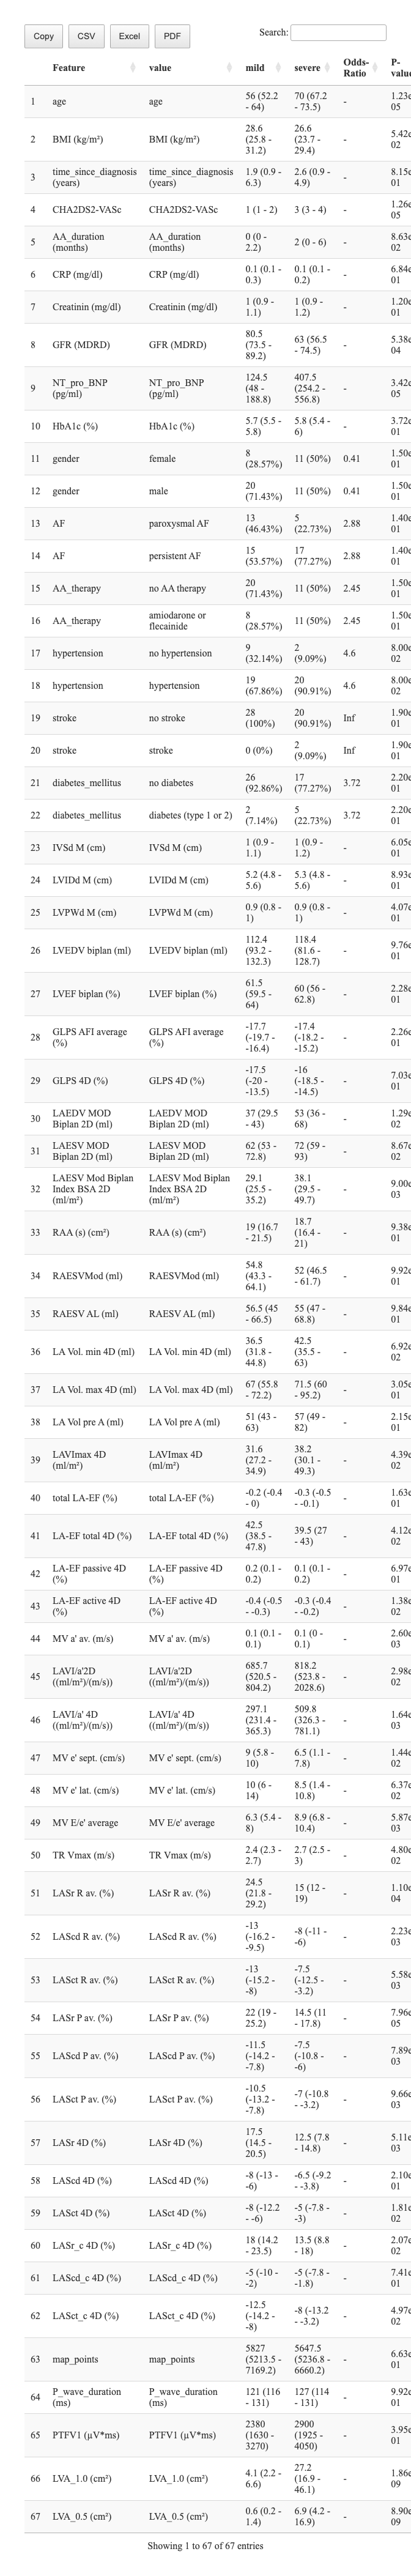 Copy CSV Excel PDF Search:
Feature value mild severe Odds-Ratio P-value
1 age age 56 (52.2 - 64) 70 (67.2 - 73.5) - 1.23e 05
2 BMI (kg/m²) BMI (kg/m²) 28.6 (25.8 - 31.2) 26.6 (23.7 - 29.4) - 5.42e 02
3 time_since_diagnosis (years) time_since_diagnosis (years) 1.9 (0.9 - 6.3) 2.6 (0.9 - 4.9) - 8.15e 01
4 CHA2DS2-VASc CHA2DS2-VASc 1 (1 - 2) 3 (3 - 4) - 1.26e 05
5 AA_duration (months) AA_duration (months) 0 (0 - 2.2) 2 (0 - 6) - 8.63e 02
6 CRP (mg/dl) CRP (mg/dl) 0.1 (0.1 - 0.3) 0.1 (0.1 - 0.2) - 6.84e 01
7 Creatinin (mg/dl) Creatinin (mg/dl) 1 (0.9 - 1.1) 1 (0.9 - 1.2) - 1.20e 01
8 GFR (MDRD) GFR (MDRD) 80.5 (73.5 - 89.2) 63 (56.5 - 74.5) - 5.38e 04
9 NT_pro_BNP (pg/ml) NT_pro_BNP (pg/ml) 124.5 (48 - 188.8) 407.5 (254.2 - 556.8) - 3.42e 05
10 HbA1c (%) HbA1c (%) 5.7 (5.5 - 5.8) 5.8 (5.4 - 6) - 3.72e 01
11 gender female 8 (28.57%) 11 (50%) 0.41 1.50e 01
12 gender male 20 (71.43%) 11 (50%) 0.41 1.50e 01
13 AF paroxysmal AF 13 (46.43%) 5 (22.73%) 2.88 1.40e 01
14 AF persistent AF 15 (53.57%) 17 (77.27%) 2.88 1.40e 01
15 AA_therapy no AA therapy 20 (71.43%) 11 (50%) 2.45 1.50e 01
16 AA_therapy amiodarone or flecainide 8 (28.57%) 11 (50%) 2.45 1.50e 01
17 hypertension no hypertension 9 (32.14%) 2 (9.09%) 4.6 8.00e 02
18 hypertension hypertension 19 (67.86%) 20 (90.91%) 4.6 8.00e 02
19 stroke no stroke 28 (100%) 20 (90.91%) Inf 1.90e 01
20 stroke stroke 0 (0%) 2 (9.09%) Inf 1.90e 01
21 diabetes_mellitus no diabetes 26 (92.86%) 17 (77.27%) 3.72 2.20e 01
22 diabetes_mellitus diabetes (type 1 or 2) 2 (7.14%) 5 (22.73%) 3.72 2.20e 01
23 IVSd M (cm) IVSd M (cm) 1 (0.9 - 1.1) 1 (0.9 - 1.2) - 6.05e 01
24 LVIDd M (cm) LVIDd M (cm) 5.2 (4.8 - 5.6) 5.3 (4.8 - 5.6) - 8.93e 01
25 LVPWd M (cm) LVPWd M (cm) 0.9 (0.8 - 1) 0.9 (0.8 - 1) - 4.07e 01
26 LVEDV biplan (ml) LVEDV biplan (ml) 112.4 (93.2 - 132.3) 118.4 (81.6 - 128.7) - 9.76e 01
27 LVEF biplan (%) LVEF biplan (%) 61.5 (59.5 - 64) 60 (56 - 62.8) - 2.28e 01
28 GLPS AFI average (%) GLPS AFI average (%) -17.7 (-19.7 - -16.4) -17.4 (-18.2 - -15.2) - 2.26e 01
29 GLPS 4D (%) GLPS 4D (%) -17.5 (-20 - -13.5) -16 (-18.5 - -14.5) - 7.03e 01
30 LAEDV MOD Biplan 2D (ml) LAEDV MOD Biplan 2D (ml) 37 (29.5 - 43) 53 (36 - 68) - 1.29e 02
31 LAESV MOD Biplan 2D (ml) LAESV MOD Biplan 2D (ml) 62 (53 - 72.8) 72 (59 - 93) - 8.67e 02
32 LAESV Mod Biplan Index BSA 2D (ml/m²) LAESV Mod Biplan Index BSA 2D (ml/m²) 29.1 (25.5 - 35.2) 38.1 (29.5 - 49.7) - 9.00e 03
33 RAA (s) (cm²) RAA (s) (cm²) 19 (16.7 - 21.5) 18.7 (16.4 - 21) - 9.38e 01
34 RAESVMod (ml) RAESVMod (ml) 54.8 (43.3 - 64.1) 52 (46.5 - 61.7) - 9.92e 01
35 RAESV AL (ml) RAESV AL (ml) 56.5 (45 - 66.5) 55 (47 - 68.8) - 9.84e 01
36 LA Vol. min 4D (ml) LA Vol. min 4D (ml) 36.5 (31.8 - 44.8) 42.5 (35.5 - 63) - 6.92e 02
37 LA Vol. max 4D (ml) LA Vol. max 4D (ml) 67 (55.8 - 72.2) 71.5 (60 - 95.2) - 3.05e 01
38 LA Vol pre A (ml) LA Vol pre A (ml) 51 (43 - 63) 57 (49 - 82) - 2.15e 01
39 LAVImax 4D (ml/m²) LAVImax 4D (ml/m²) 31.6 (27.2 - 34.9) 38.2 (30.1 - 49.3) - 4.39e 02
40 total LA-EF (%) total LA-EF (%) -0.2 (-0.4 - 0) -0.3 (-0.5 - -0.1) - 1.63e 01
41 LA-EF total 4D (%) LA-EF total 4D (%) 42.5 (38.5 - 47.8) 39.5 (27 - 43) - 4.12e 02
42 LA-EF passive 4D (%) LA-EF passive 4D (%) 0.2 (0.1 - 0.2) 0.1 (0.1 - 0.2) - 6.97e 01
43 LA-EF active 4D (%) LA-EF active 4D (%) -0.4 (-0.5 - -0.3) -0.3 (-0.4 - -0.2) - 1.38e 02
44 MV a' av. (m/s) MV a' av. (m/s) 0.1 (0.1 - 0.1) 0.1 (0 - 0.1) - 2.60e 03
45 LAVI/a'2D ((ml/m²)/(m/s)) LAVI/a'2D ((ml/m²)/(m/s)) 685.7 (520.5 - 804.2) 818.2 (523.8 - 2028.6) - 2.98e 02
46 LAVI/a' 4D ((ml/m²)/(m/s)) LAVI/a' 4D ((ml/m²)/(m/s)) 297.1 (231.4 - 365.3) 509.8 (326.3 - 781.1) - 1.64e 03
47 MV e' sept. (cm/s) MV e' sept. (cm/s) 9 (5.8 - 10) 6.5 (1.1 - 7.8) - 1.44e 02
48 MV e' lat. (cm/s) MV e' lat. (cm/s) 10 (6 - 14) 8.5 (1.4 - 10.8) - 6.37e 02
49 MV E/e' average MV E/e' average 6.3 (5.4 - 8) 8.9 (6.8 - 10.4) - 5.87e 03
50 TR Vmax (m/s) TR Vmax (m/s) 2.4 (2.3 - 2.7) 2.7 (2.5 - 3) - 4.80e 02
51 LASr R av. (%) LASr R av. (%) 24.5 (21.8 - 29.2) 15 (12 - 19) - 1.10e 04
52 LAScd R av. (%) LAScd R av. (%) -13 (-16.2 - -9.5) -8 (-11 - -6) - 2.23e 03
53 LASct R av. (%) LASct R av. (%) -13 (-15.2 - -8) -7.5 (-12.5 - -3.2) - 5.58e 03
54 LASr P av. (%) LASr P av. (%) 22 (19 - 25.2) 14.5 (11 - 17.8) - 7.96e 05
55 LAScd P av. (%) LAScd P av. (%) -11.5 (-14.2 - -7.8) -7.5 (-10.8 - -6) - 7.89e 03
56 LASct P av. (%) LASct P av. (%) -10.5 (-13.2 - -7.8) -7 (-10.8 - -3.2) - 9.66e 03
57 LASr 4D (%) LASr 4D (%) 17.5 (14.5 - 20.5) 12.5 (7.8 - 14.8) - 5.11e 03
58 LAScd 4D (%) LAScd 4D (%) -8 (-13 - -6) -6.5 (-9.2 - -3.8) - 2.10e 01
59 LASct 4D (%) LASct 4D (%) -8 (-12.2 - -6) -5 (-7.8 - -3) - 1.81e 02
60 LASr_c 4D (%) LASr_c 4D (%) 18 (14.2 - 23.5) 13.5 (8.8 - 18) - 2.07e 02
61 LAScd_c 4D (%) LAScd_c 4D (%) -5 (-10 - -2) -5 (-7.8 - -1.8) - 7.41e 01
62 LASct_c 4D (%) LASct_c 4D (%) -12.5 (-14.2 - -8) -8 (-13.2 - -3.2) - 4.97e 02
63 map_points map_points 5827 (5213.5 - 7169.2) 5647.5 (5236.8 - 6660.2) - 6.63e 01
64 P_wave_duration (ms) P_wave_duration (ms) 121 (116 - 131) 127 (114 - 131) - 9.92e 01
65 PTFV1 (µV*ms) PTFV1 (µV*ms) 2380 (1630 - 3270) 2900 (1925 - 4050) - 3.95e 01
66 LVA_1.0 (cm²) LVA_1.0 (cm²) 4.1 (2.2 - 6.6) 27.2 (16.9 - 46.1) - 1.86e 09
67 LVA_0.5 (cm²) LVA_0.5 (cm²) 0.6 (0.2 - 1.4) 6.9 (4.2 - 16.9) - 8.90e 09
Showing 1 to 67 of 67 entries